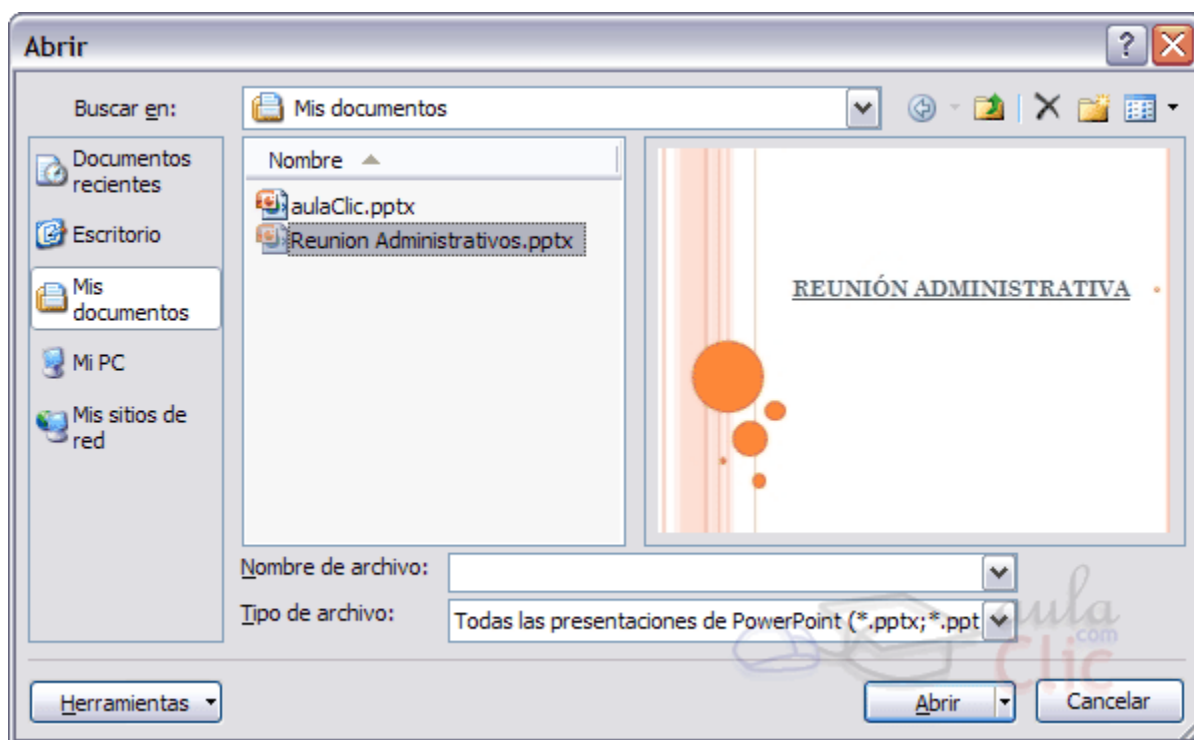 Abrir
Buscar en:
Mis documentos
Documentos
recientes
Escritorio
Mis
documentos
Mi PC
Mis sitios de
red
Nombre
aulaClic.pptx
Reunion Administrativos.pptx
REUNIÓN ADMINISTRATIVA
Nombre de archivo:
Tipo de archivo:
Todas las presentaciones de PowerPoint (*.pptx;*.ppt
aula
.com
Clic
Herramientas
Abrir
Cancelar